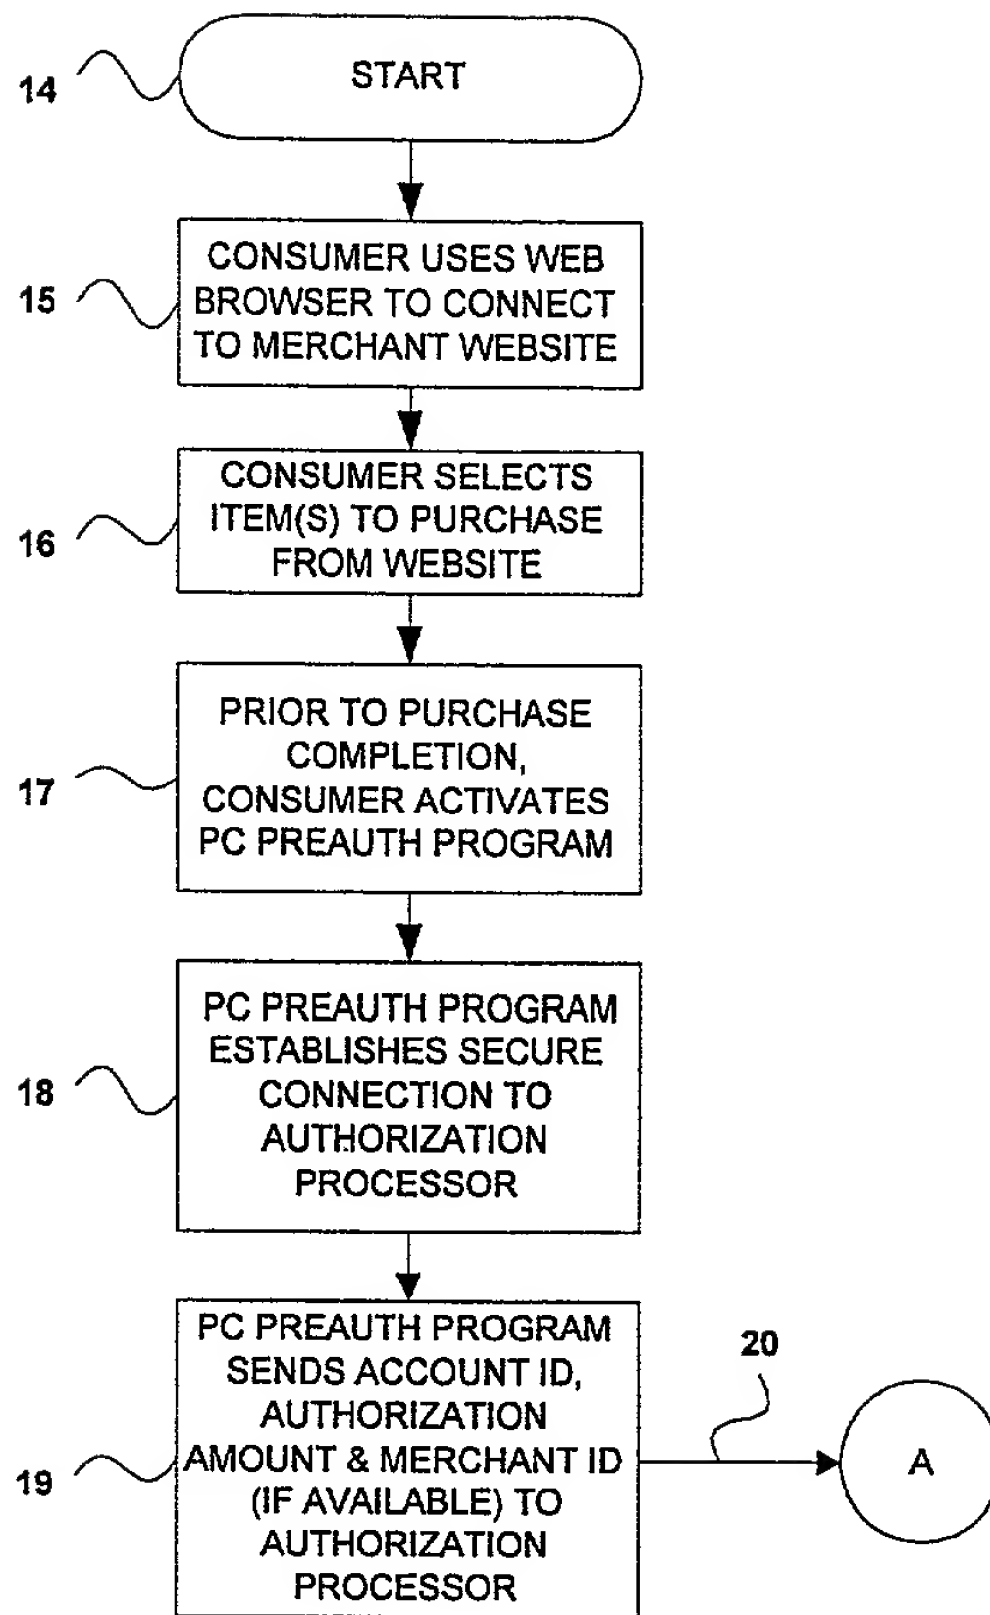 14
START
15
CONSUMER USES WEB
BROWSER TO CONNECT
TO MERCHANT WEBSITE
16
CONSUMER SELECTS
ITEM(S) TO PURCHASE
FROM WEBSITE
17
PRIOR TO PURCHASE
COMPLETION,
CONSUMER ACTIVATES
PC PREAUTH PROGRAM
18
PC PREAUTH PROGRAM
ESTABLISHES SECURE
CONNECTION TO
AUTHORIZATION
PROCESSOR
19
PC PREAUTH PROGRAM
SENDS ACCOUNT ID,
AUTHORIZATION
AMOUNT & MERCHANT ID
(IF AVAILABLE) TO
AUTHORIZATION
PROCESSOR
20
A